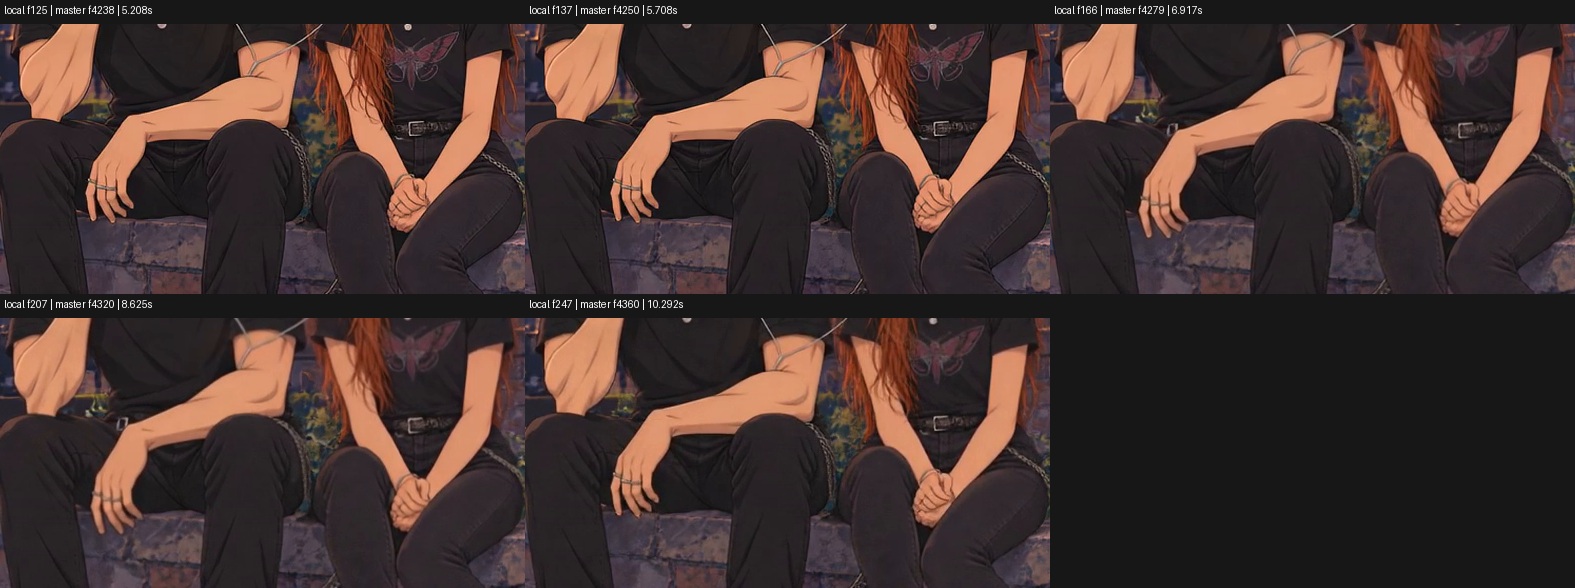 local f125 | master f4238 | 5.208s
local f137 | master f4250 | 5.708s
local f166 | master f4279 | 6.917s
local f207 | master f4320 | 8.625s
local f247 | master f4360 | 10.292s